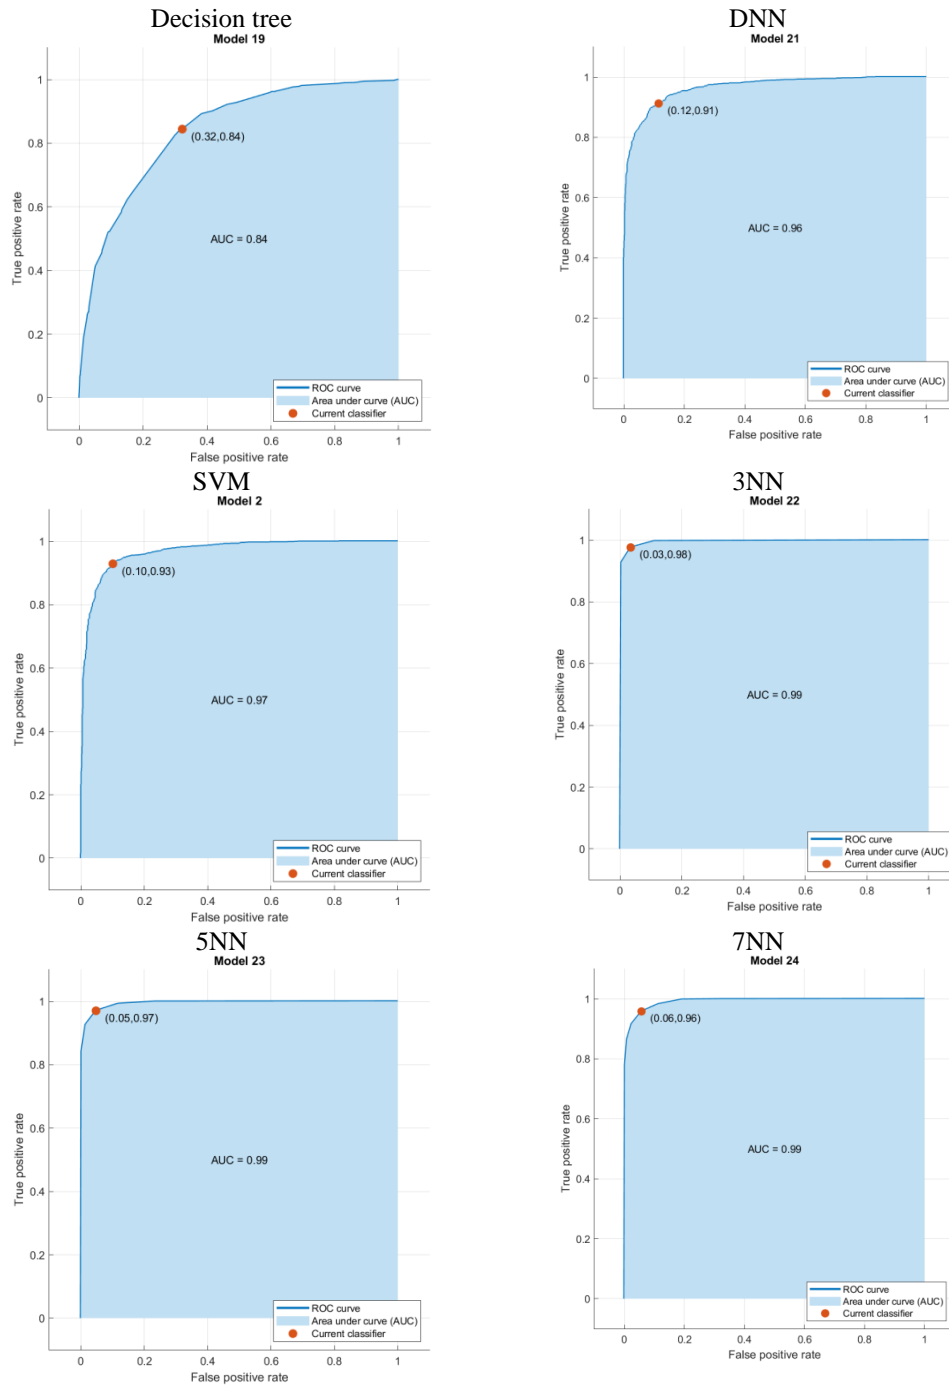 Decision tree
Model 19
1
0.8
0.6
0.4
0.2
0
True positive rate
(0.32,0.84)
AUC = 0.84
ROC curve
Area under curve (AUC)
Current classifier
0 0.2 0.4 0.6 0.8 1
False positive rate
DNN
Model 21
1
0.8
0.6
0.4
0.2
0
True positive rate
(0.12,0.91)
AUC = 0.96
ROC curve
Area under curve (AUC)
Current classifier
0 0.2 0.4 0.6 0.8 1
False positive rate
SVM
Model 2
1
0.8
0.6
0.4
0.2
0
True positive rate
(0.10,0.93)
AUC = 0.97
ROC curve
Area under curve (AUC)
Current classifier
0 0.2 0.4 0.6 0.8 1
False positive rate
3NN
Model 22
1
0.8
0.6
0.4
0.2
0
True positive rate
(0.03,0.98)
AUC = 0.99
ROC curve
Area under curve (AUC)
Current classifier
0 0.2 0.4 0.6 0.8 1
False positive rate
5NN
Model 23
1
0.8
0.6
0.4
0.2
0
True positive rate
(0.05,0.97)
AUC = 0.99
ROC curve
Area under curve (AUC)
Current classifier
0 0.2 0.4 0.6 0.8 1
False positive rate
7NN
Model 24
1
0.8
0.6
0.4
0.2
0
True positive rate
(0.06,0.96)
AUC = 0.99
ROC curve
Area under curve (AUC)
Current classifier
0 0.2 0.4 0.6 0.8 1
False positive rate